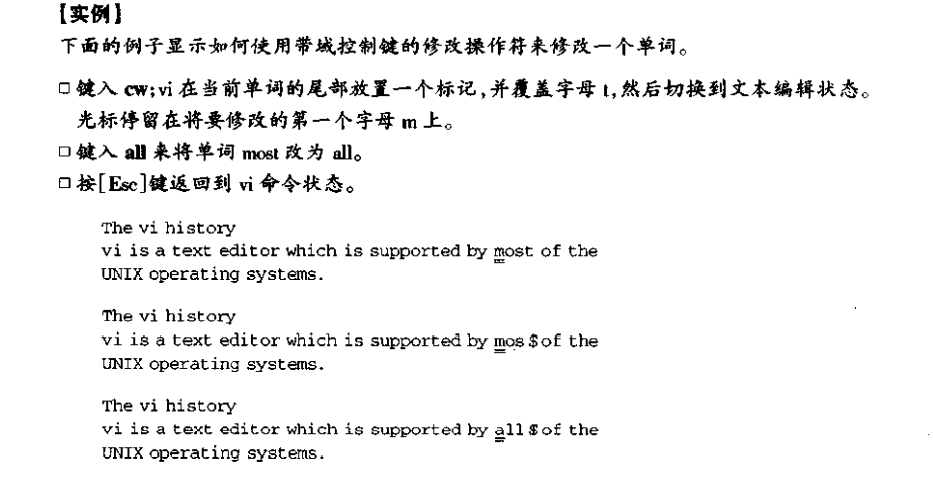 【实例】
下面的例子显示如何使用带域控制键的修改操作符来修改一个单词。
□ 键入 cw;vi 在当前单词的尾部放置一个标记,并覆盖字母 t,然后切换到文本编辑状态。
光标停留在将要修改的第一个字母 m 上。
□ 键入 all 来将单词 most 改为 all。
□ 按[Esc]键返回到 vi 命令状态。
The vi history
vi is a text editor which is supported by most of the
UNIX operating systems.
The vi history
vi is a text editor which is supported by mos$of the
UNIX operating systems.
The vi history
vi is a text editor which is supported by all$of the
UNIX operating systems.